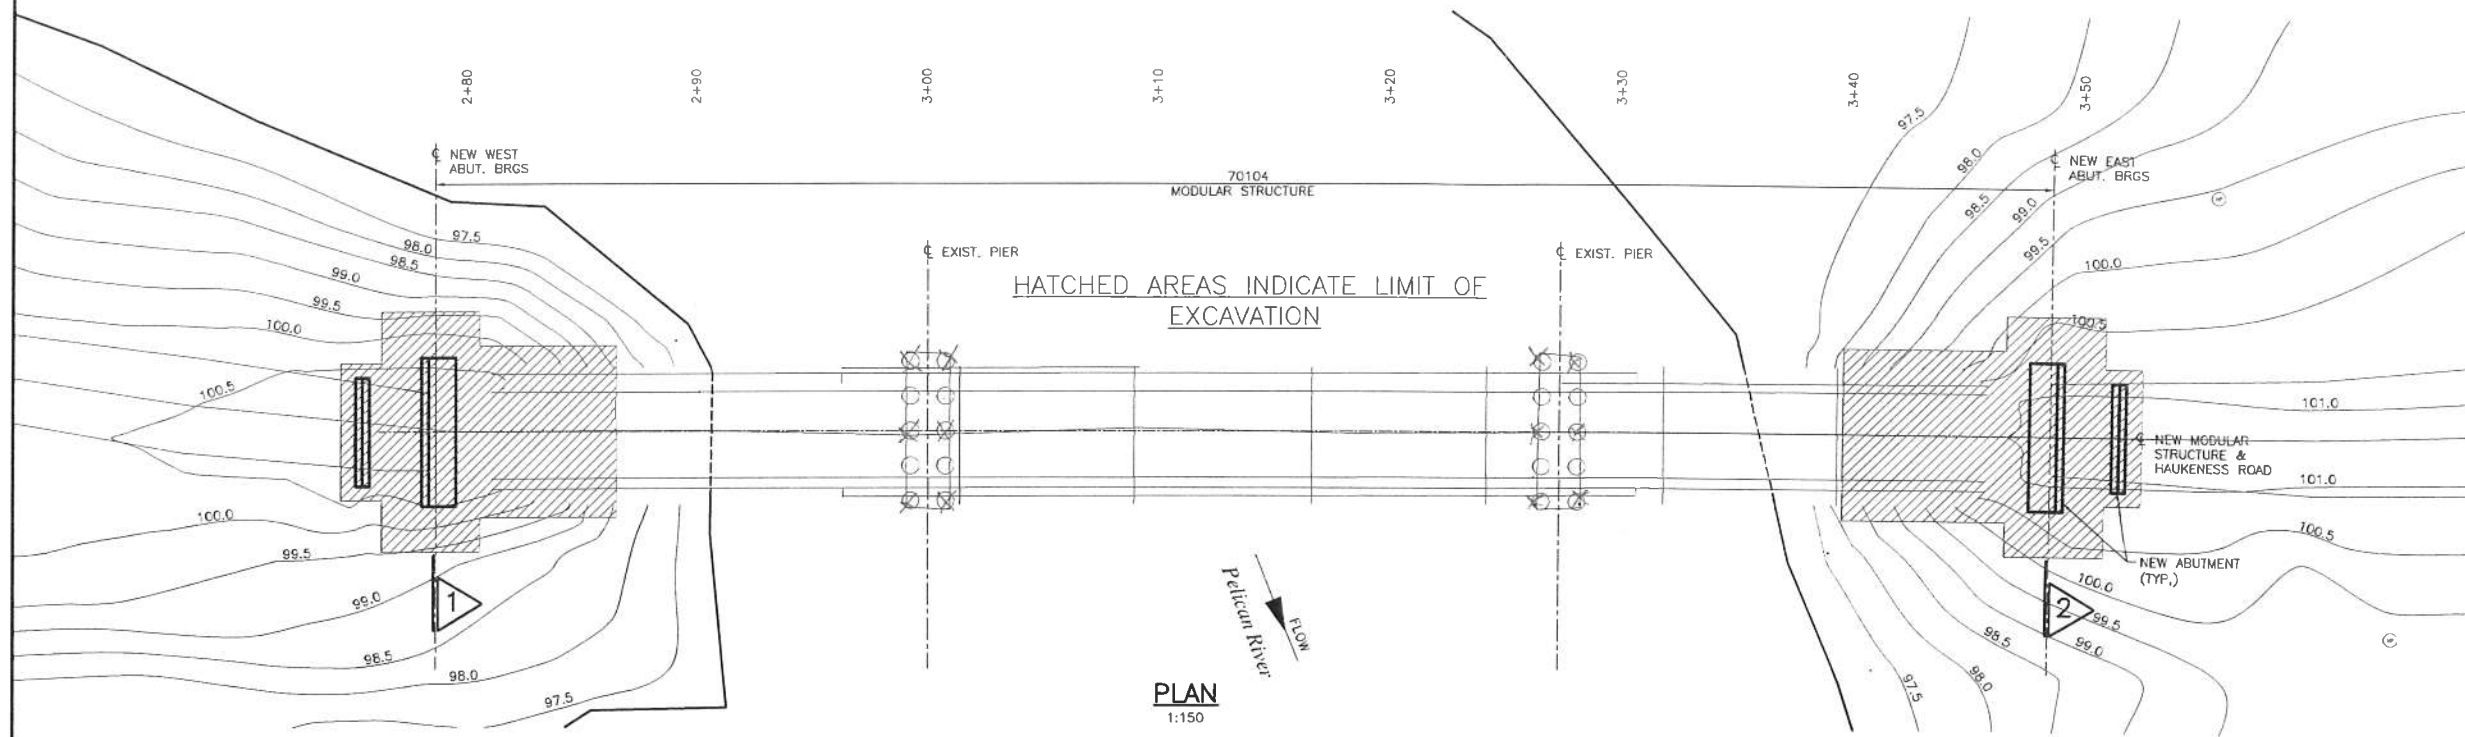 2+80
2+90
3+00
3+10
3+20
3+30
3+40
3+50
℄ NEW WEST
ABUT. BRGS
70104
MODULAR STRUCTURE
℄ NEW EAST
ABUT. BRGS
℄ EXIST. PIER
℄ EXIST. PIER
HATCHED AREAS INDICATE LIMIT OF
EXCAVATION
97.5
98.0
98.5
99.0
99.5
100.0
100.5
100.0
99.5
99.0
98.5
98.0
97.5
1
97.5
98.0
98.5
99.0
99.5
100.0
100.5
101.0
℄ NEW MODULAR
STRUCTURE &
HAUKENESS ROAD
101.0
100.5
NEW ABUTMENT
(TYP.)
100.0
99.5
99.0
98.5
98.0
97.5
2
Pelican River
FLOW
PLAN
1:150